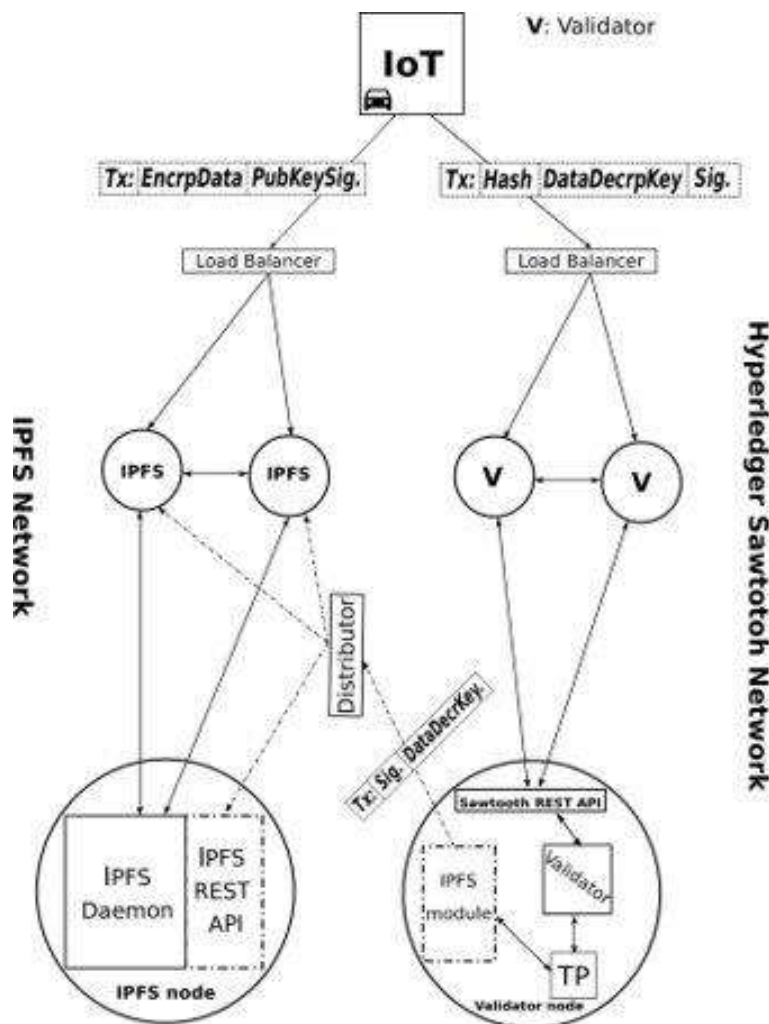 V: Validator
IoT
Tx: EncrpData PubKeySig.
Tx: Hash DataDecrpKey Sig.
Load Balancer
Load Balancer
IPFS Network
Hyperledger Sawtotoh Network
IPFS
IPFS
V
V
Distributor
Tx: Sig. DataDecrKey.
Sawtooth REST API
IPFS
Daemon
IPFS
REST
API
IPFS node
IPFS
module
Validator
TP
Validator node